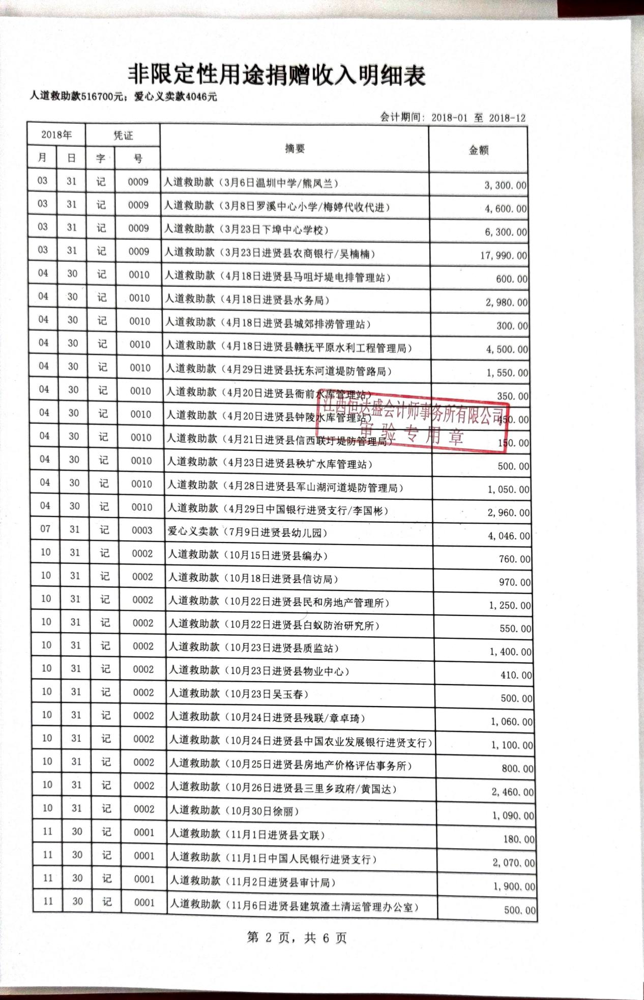 非限定性用途捐赠收入明细表
人道救助款516700元；爱心义卖款4046元
会计期间：2018-01 至 2018-12
2018年 凭证 摘要 金额
月 日 字 号
03 31 记 0009 人道救助款（3月6日温圳中学/熊凤兰） 3,300.00
03 31 记 0009 人道救助款（3月8日罗溪中心小学/梅婷代收代进） 4,600.00
03 31 记 0009 人道救助款（3月23日下埠中心学校） 6,300.00
03 31 记 0009 人道救助款（3月23日进贤县农商银行/吴楠楠） 17,990.00
04 30 记 0010 人道救助款（4月18日进贤县马咀圩堤电排管理站） 600.00
04 30 记 0010 人道救助款（4月18日进贤县水务局） 2,980.00
04 30 记 0010 人道救助款（4月18日进贤县城郊排涝管理站） 300.00
04 30 记 0010 人道救助款（4月18日进贤县赣抚平原水利工程管理局） 4,500.00
04 30 记 0010 人道救助款（4月29日进贤县抚东河道堤防管路局） 1,550.00
04 30 记 0010 人道救助款（4月20日进贤县衙前水库管理站） 350.00
04 30 记 0010 人道救助款（4月20日进贤县钟陵水库管理站） 450.00
04 30 记 0010 人道救助款（4月21日进贤县信西联圩堤防管理局） 150.00
江西恒达盛会计师事务所有限公司
审验专用章
04 30 记 0010 人道救助款（4月23日进贤县秧圹水库管理站） 500.00
04 30 记 0010 人道救助款（4月28日进贤县军山湖河道堤防管理局） 1,050.00
04 30 记 0010 人道救助款（4月29日中国银行进贤支行/李国彬） 2,960.00
07 31 记 0003 爱心义卖款（7月9日进贤县幼儿园） 4,046.00
10 31 记 0002 人道救助款（10月15日进贤县编办） 760.00
10 31 记 0002 人道救助款（10月18日进贤县信访局） 970.00
10 31 记 0002 人道救助款（10月22日进贤县民和房地产管理所） 1,250.00
10 31 记 0002 人道救助款（10月22日进贤县白蚁防治研究所） 550.00
10 31 记 0002 人道救助款（10月23日进贤县质监站） 1,400.00
10 31 记 0002 人道救助款（10月23日进贤县物业中心） 410.00
10 31 记 0002 人道救助款（10月23日吴玉春） 500.00
10 31 记 0002 人道救助款（10月24日进贤县残联/章卓琦） 1,060.00
10 31 记 0002 人道救助款（10月24日进贤县中国农业发展银行进贤支行） 1,100.00
10 31 记 0002 人道救助款（10月25日进贤县房地产价格评估事务所） 800.00
10 31 记 0002 人道救助款（10月26日进贤县三里乡政府/黄国达） 2,460.00
10 31 记 0002 人道救助款（10月30日徐丽） 1,090.00
11 30 记 0001 人道救助款（11月1日进贤县文联） 180.00
11 30 记 0001 人道救助款（11月1日中国人民银行进贤支行） 2,070.00
11 30 记 0001 人道救助款（11月2日进贤县审计局） 1,900.00
11 30 记 0001 人道救助款（11月6日进贤县建筑渣土清运管理办公室） 500.00
第 2 页，共 6 页